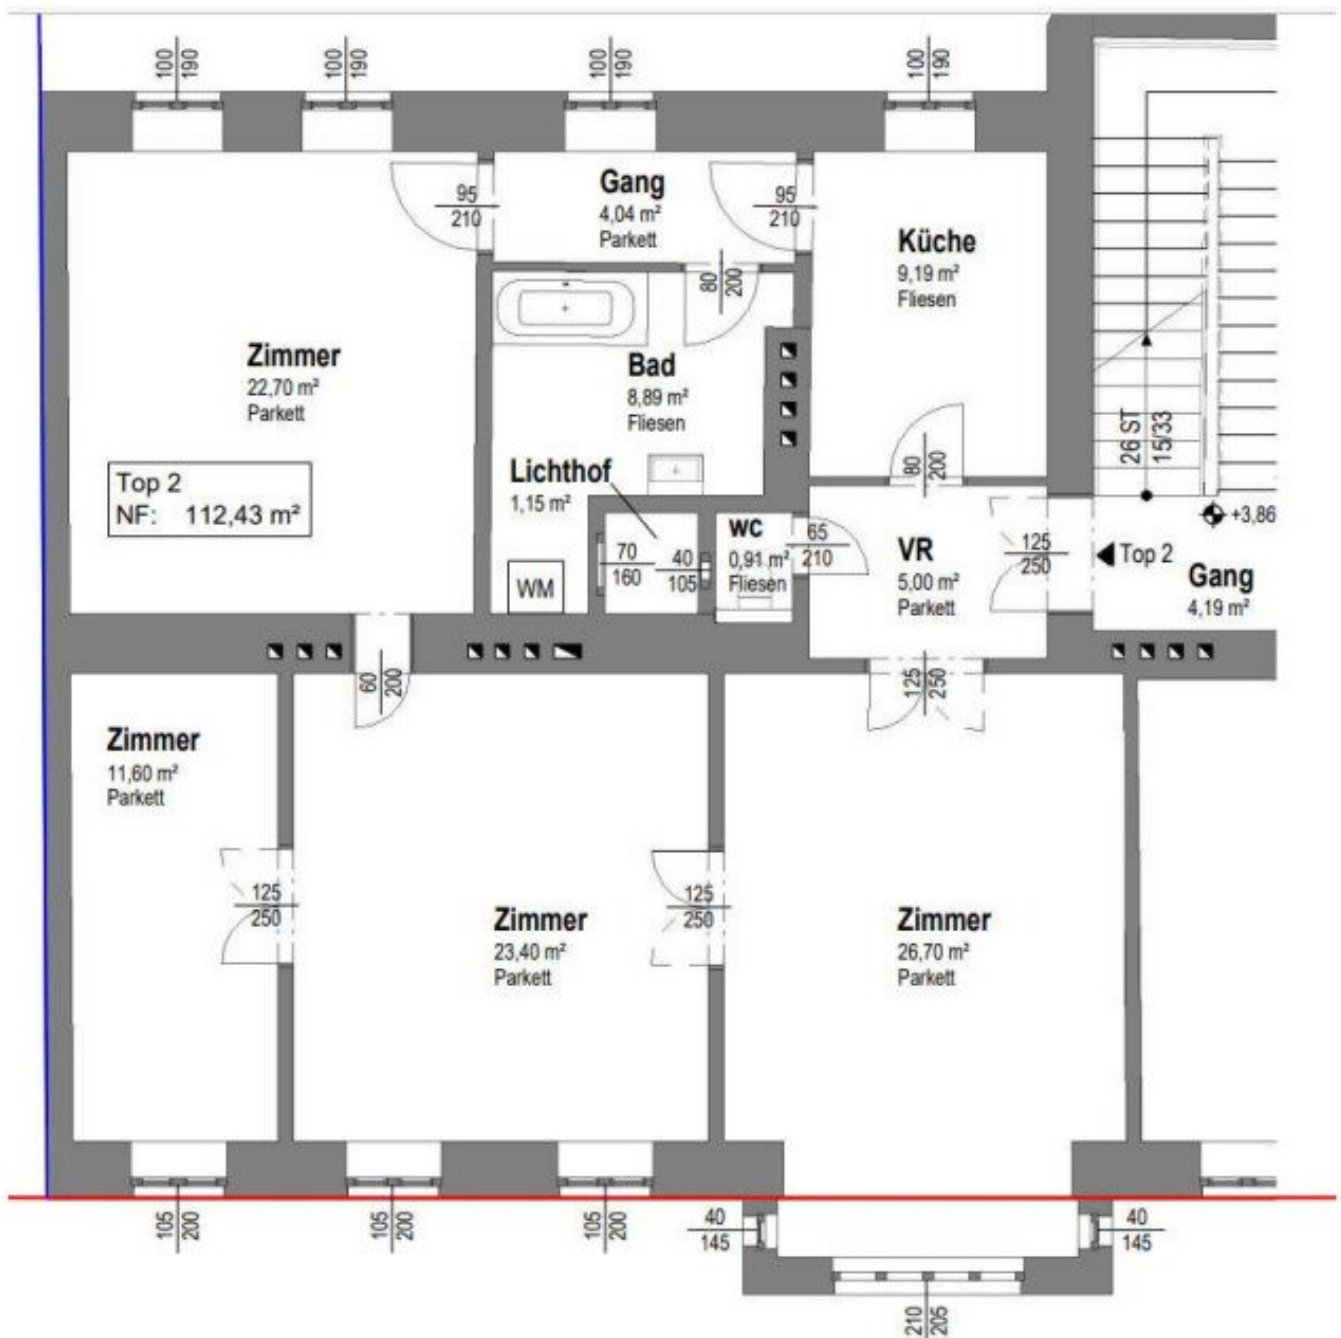 100
190
100
190
100
190
100
190
95
210
Gang
4,04 m²
Parkett
95
210
Küche
9,19 m²
Fliesen
80
200
Zimmer
22,70 m²
Parkett
Bad
8,89 m²
Fliesen
26 ST
15/33
Top 2
NF: 112,43 m²
Lichthof
1,15 m²
80
200
+3,86
WC
0,91 m²
Fliesen
65
210
VR
5,00 m²
Parkett
125
250
Top 2
Gang
4,19 m²
70
160
40
105
WM
60
200
125
250
Zimmer
11,60 m²
Parkett
125
250
125
250
Zimmer
23,40 m²
Parkett
Zimmer
26,70 m²
Parkett
105
200
105
200
105
200
40
145
40
145
210
205